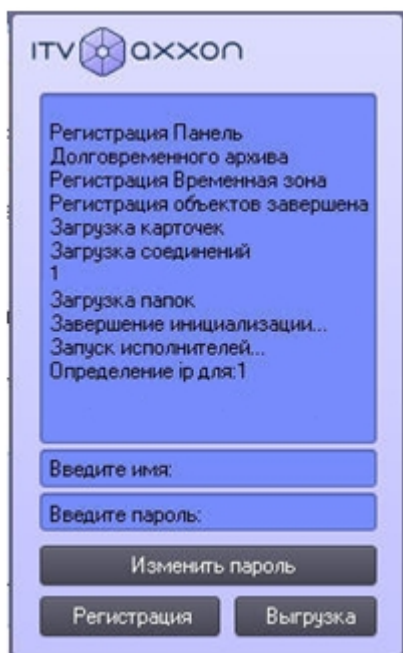 ITV axxon
Регистрация Панель
Долговременного архива
Регистрация Временная зона
Регистрация объектов завершена
Загрузка карточек
Загрузка соединений
1
Загрузка папок
Завершение инициализации...
Запуск исполнителей...
Определение ip для:1
Введите имя:
Введите пароль:
Изменить пароль
Регистрация Выгрузка